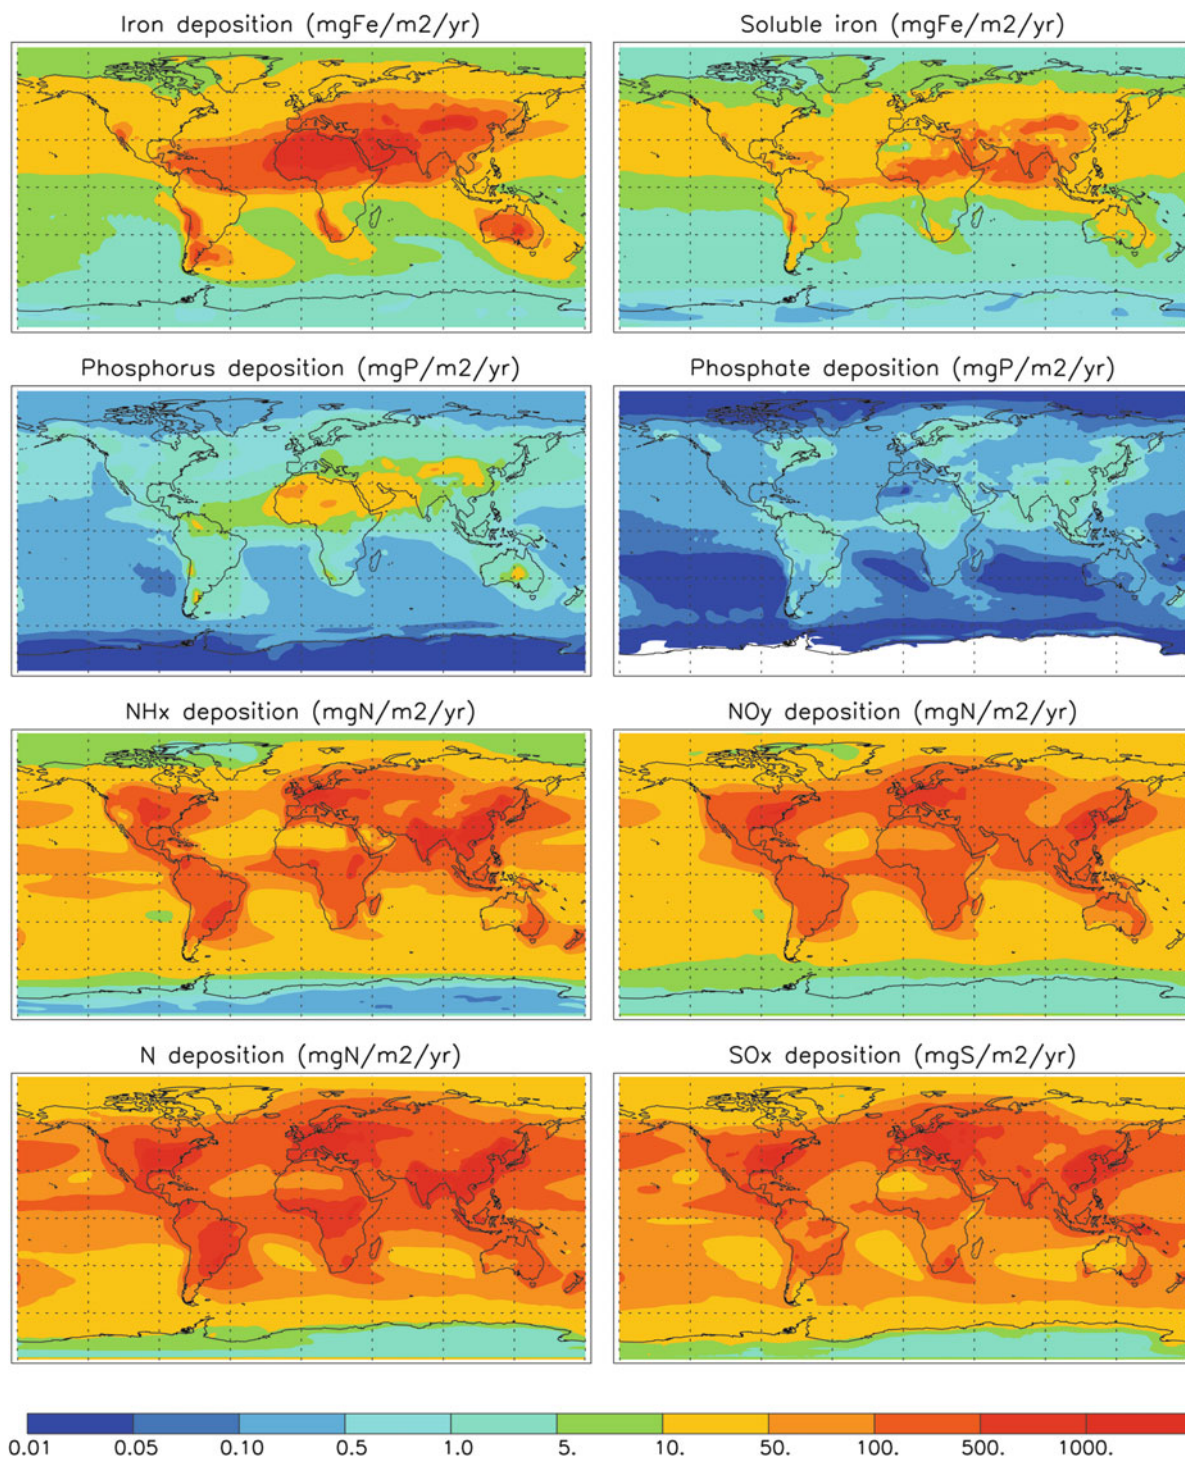 Iron deposition (mgFe/m2/yr) Soluble iron (mgFe/m2/yr)
Phosphorus deposition (mgP/m2/yr) Phosphate deposition (mgP/m2/yr)
NHx deposition (mgN/m2/yr) NOy deposition (mgN/m2/yr)
N deposition (mgN/m2/yr) SOx deposition (mgS/m2/yr)
0.01 0.05 0.10 0.5 1.0 5. 10. 50. 100. 500. 1000.